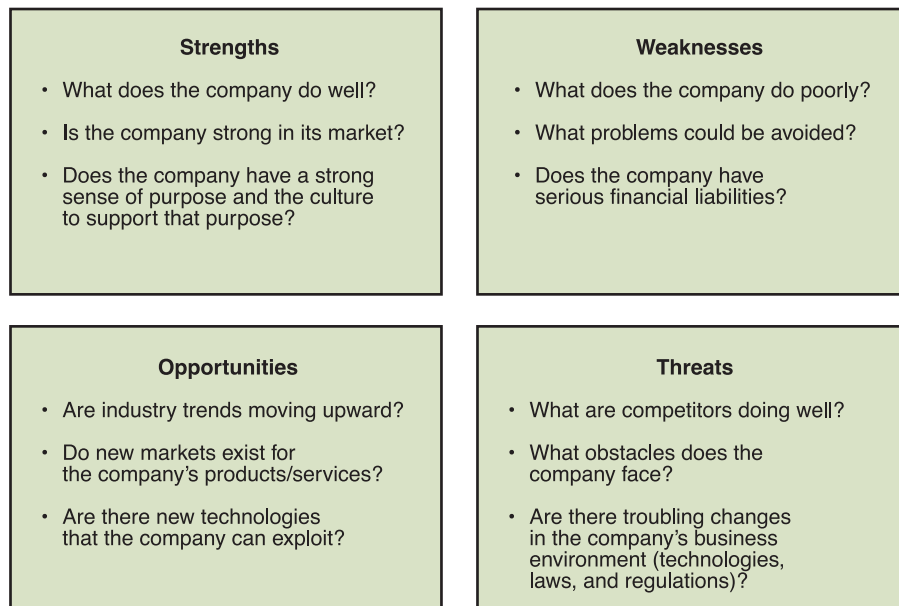 Strengths
• What does the company do well?
• Is the company strong in its market?
• Does the company have a strong
sense of purpose and the culture
to support that purpose?
Weaknesses
• What does the company do poorly?
• What problems could be avoided?
• Does the company have
serious financial liabilities?
Opportunities
• Are industry trends moving upward?
• Do new markets exist for
the company's products/services?
• Are there new technologies
that the company can exploit?
Threats
• What are competitors doing well?
• What obstacles does the
company face?
• Are there troubling changes
in the company's business
environment (technologies,
laws, and regulations)?